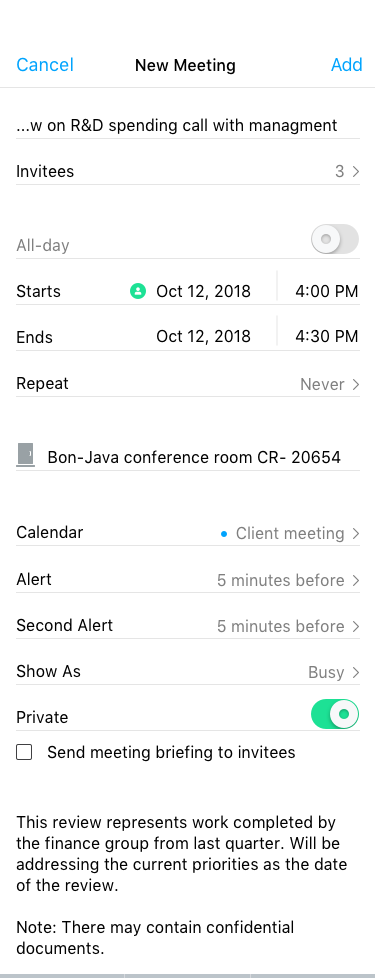 Cancel New Meeting Add
...w on R&D spending call with managment
Invitees 3
All-day
Starts Oct 12, 2018 4:00 PM
Ends Oct 12, 2018 4:30 PM
Repeat Never
Bon-Java conference room CR- 20654
Calendar Client meeting
Alert 5 minutes before
Second Alert 5 minutes before
Show As Busy
Private
Send meeting briefing to invitees
This review represents work completed by
the finance group from last quarter. Will be
addressing the current priorities as the date
of the review.
Note: There may contain confidential
documents.